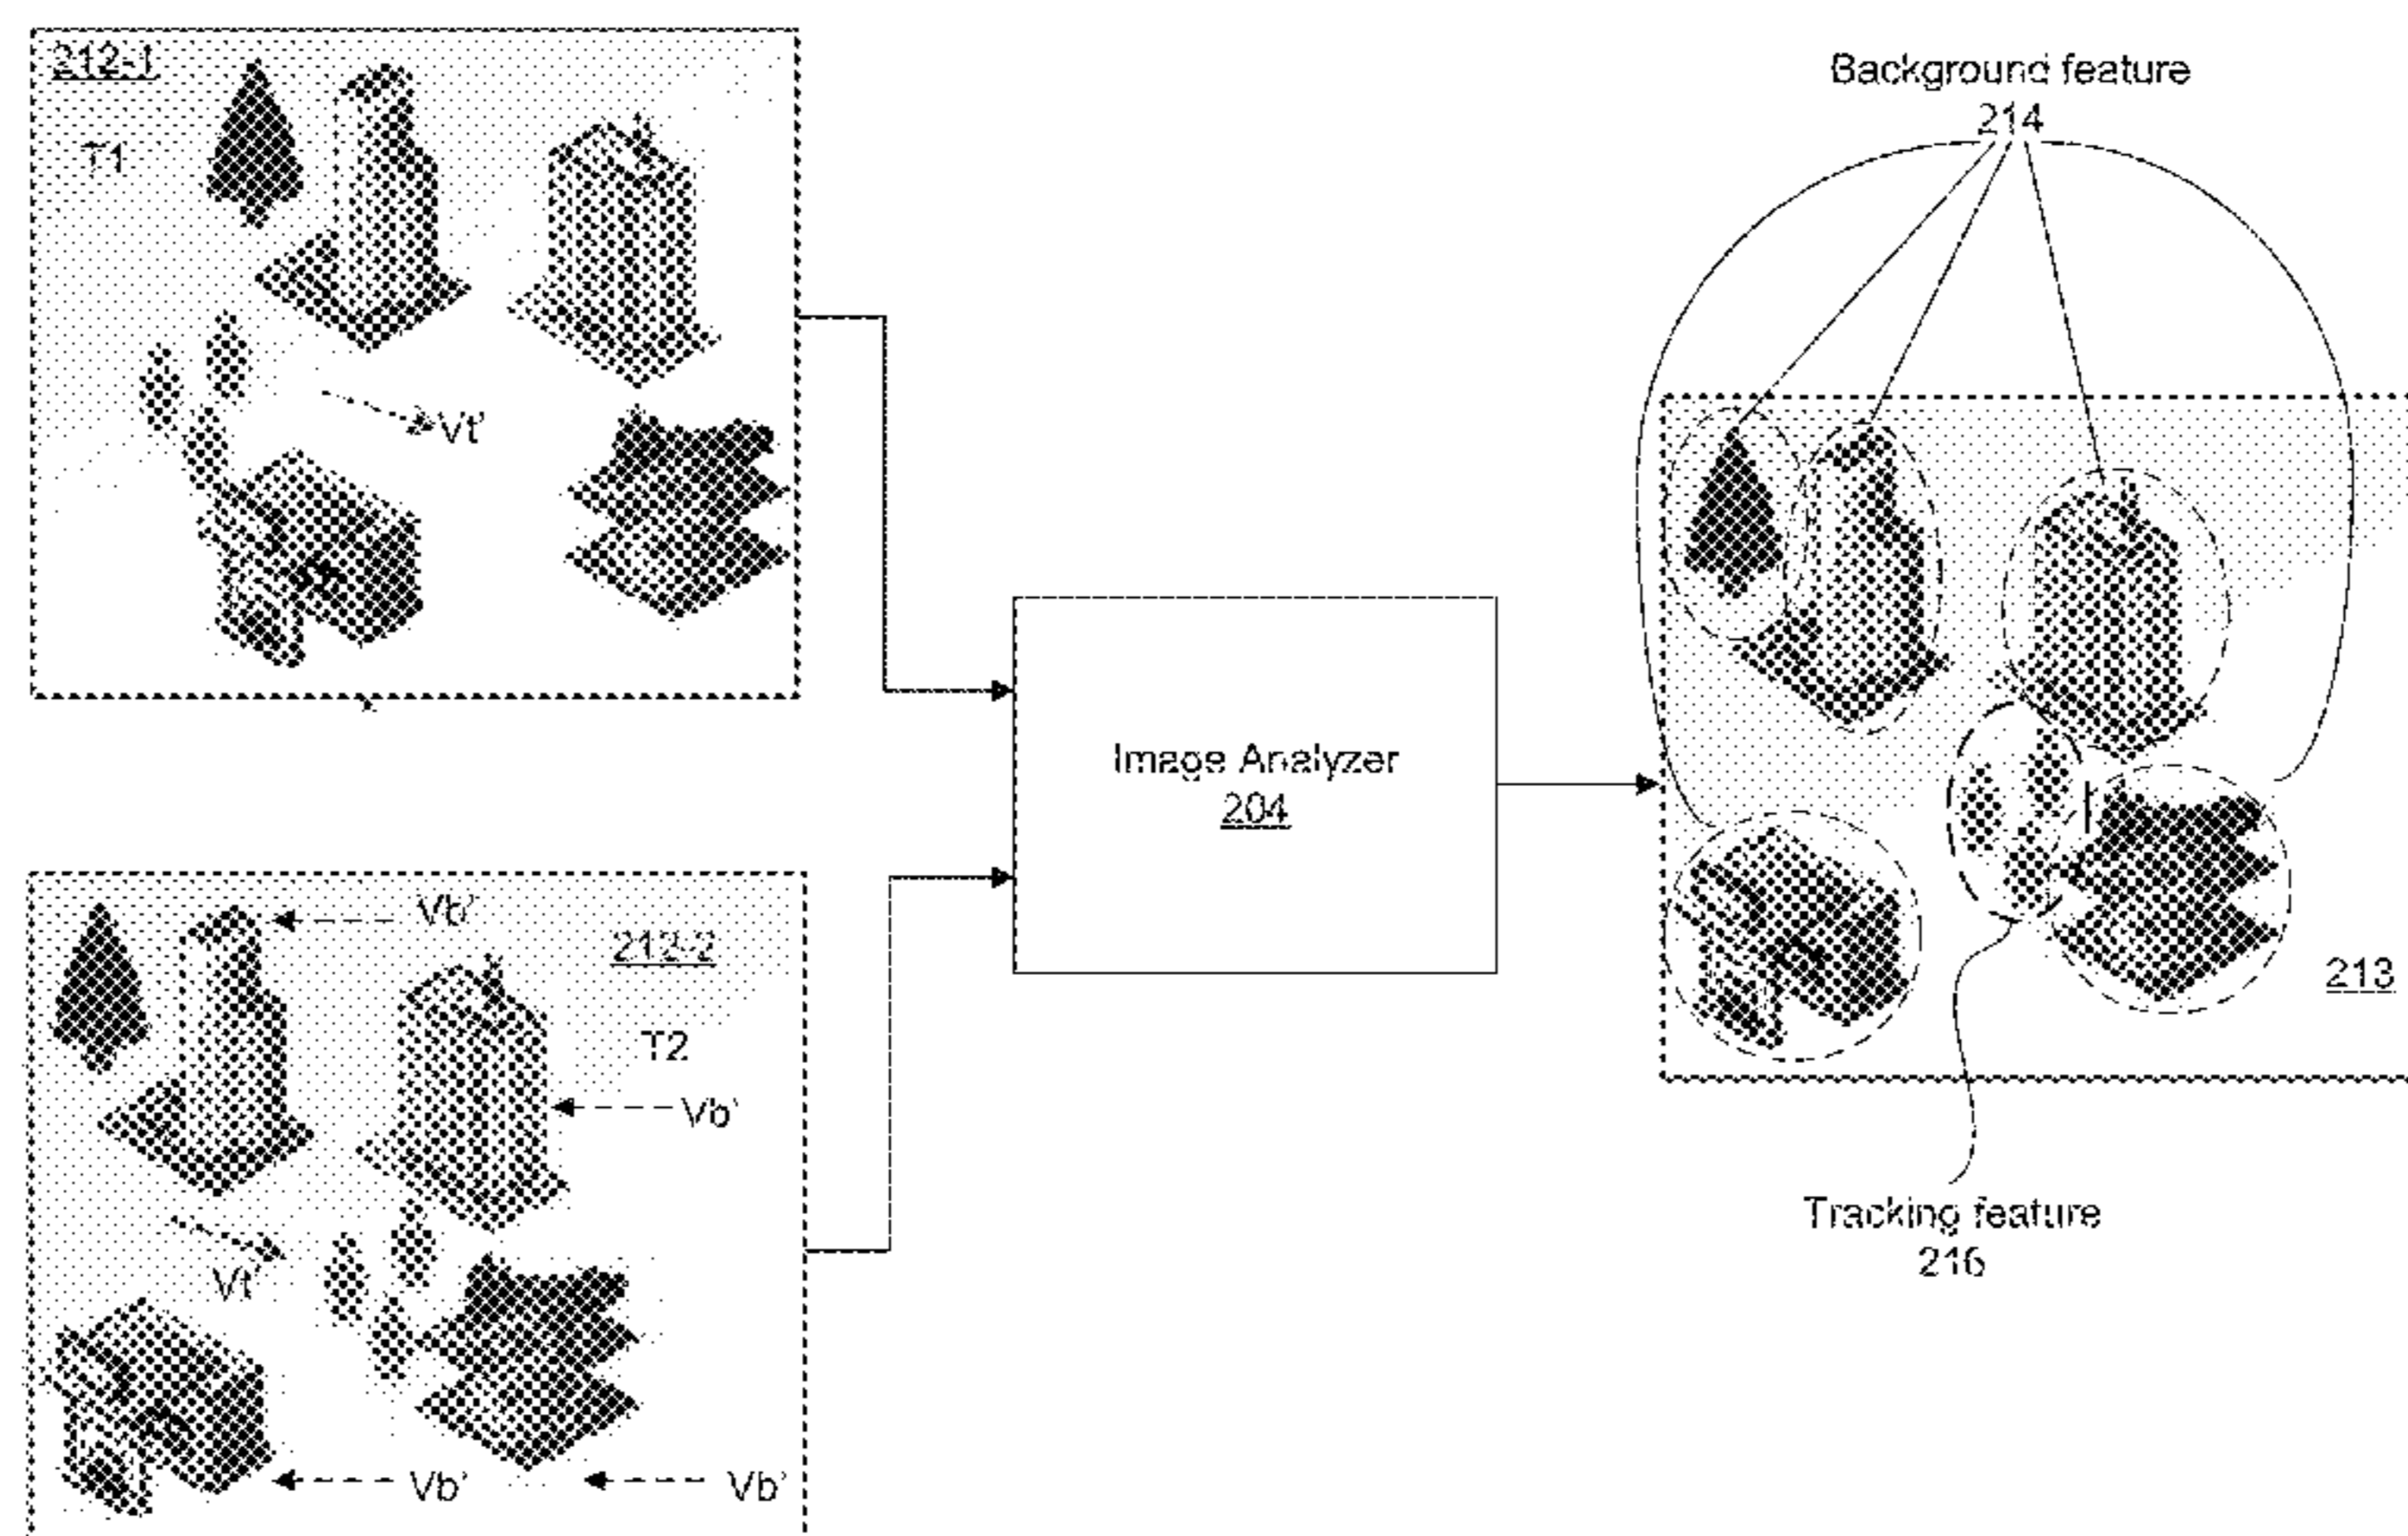 212-1
T1
Vt'
Vb'
212-2
T2
Vb'
Vt'
Vb'
Vb'
Image Analyzer
204
Background feature
214
213
Tracking feature
216